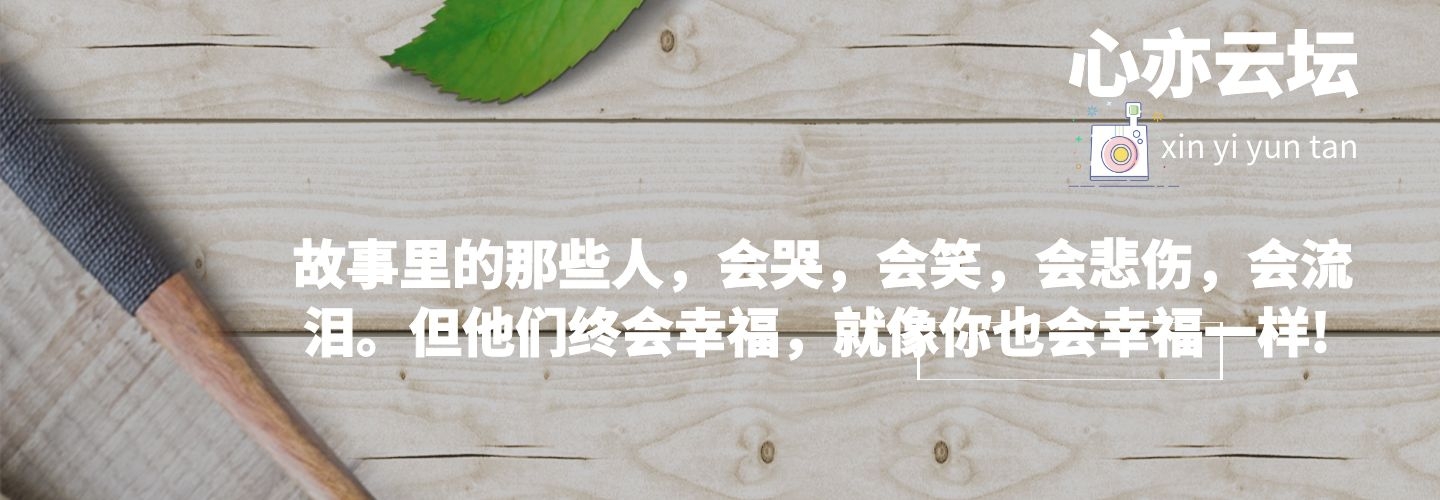 心亦云坛
xin yi yun tan
故事里的那些人，会哭，会笑，会悲伤，会流
泪。但他们终会幸福，就像你也会幸福一样!